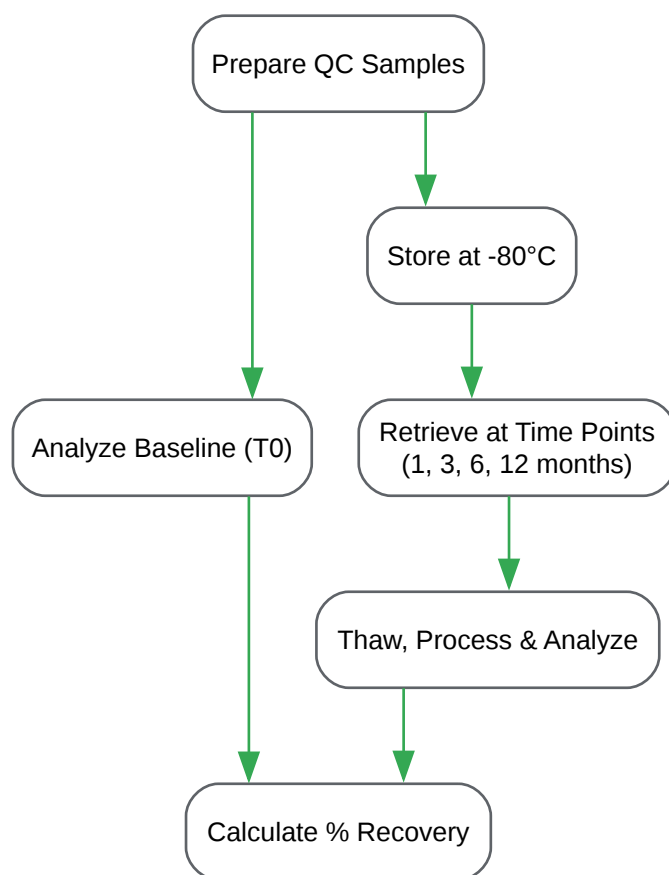 Prepare QC Samples
Store at -80°C
Analyze Baseline (T0)
Retrieve at Time Points
(1, 3, 6, 12 months)
Thaw, Process & Analyze
Calculate % Recovery